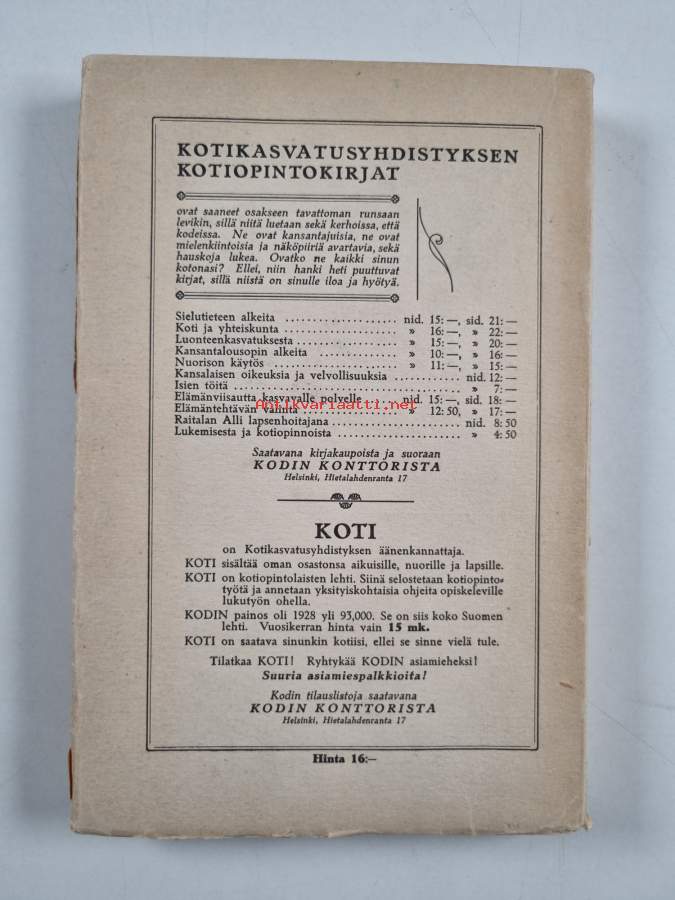 KOTIKASVATUSYHDISTYKSEN
KOTIOPINTOKIRJAT
ovat saaneet osakseen tavattoman runsaan
levikin, sillä niitä luetaan sekä kerhoissa, että
kodeissa. Ne ovat kansantajuisia, ne ovat
mielenkiintoisia ja näköpiiriä avartavia, sekä
hauskoja lukea. Ovatko ne kaikki sinun
kotonasi? Ellei, niin hanki heti puuttuvat
kirjat, sillä niistä on sinulle iloa ja hyötyä.
Sielutieteen alkeita .................... nid. 15: —, sid. 21: —
Koti ja yhteiskunta .................... » 16: —, » 22: —
Luonteenkasvatuksesta ................ » 15: —, » 20: —
Kansantalousopin alkeita .............. » 10: —, » 16: —
Nuorison käytös ...................... » 11: —, » 15: —
Kansalaisen oikeuksia ja velvollisuuksia ............ nid. 12: —
Isien töitä ........................................ » 7: —
Elämänviisautta kasvavalle polvelle .... nid. 15: —, sid. 18: —
Antikvariaatti.net
Elämäntehtävän valinta ................ » 12: 50, » 17: —
Raitalan Alli lapsenhoitajana .................... nid. 8: 50
Lukemisesta ja kotiopinnoista .................... » 4: 50
Saatavana kirjakaupoista ja suoraan
KODIN KONTTORISTA
Helsinki, Hietalahdenranta 17
KOTI
on Kotikasvatusyhdistyksen äänenkannattaja.
KOTI sisältää oman osastonsa aikuisille, nuorille ja lapsille.
KOTI on kotiopintolaisten lehti. Siinä selostetaan kotiopinto-
työtä ja annetaan yksityiskohtaisia ohjeita opiskeleville
lukutyön ohella.
KODIN painos oli 1928 yli 93,000. Se on siis koko Suomen
lehti. Vuosikerran hinta vain 15 mk.
KOTI on saatava sinunkin kotiisi, ellei se sinne vielä tule.
Tilatkaa KOTI! Ryhtykää KODIN asiamieheksi!
Suuria asiamiespalkkioita!
Kodin tilauslistoja saatavana
KODIN KONTTORISTA
Helsinki, Hietalahdenranta 17
Hinta 16:—